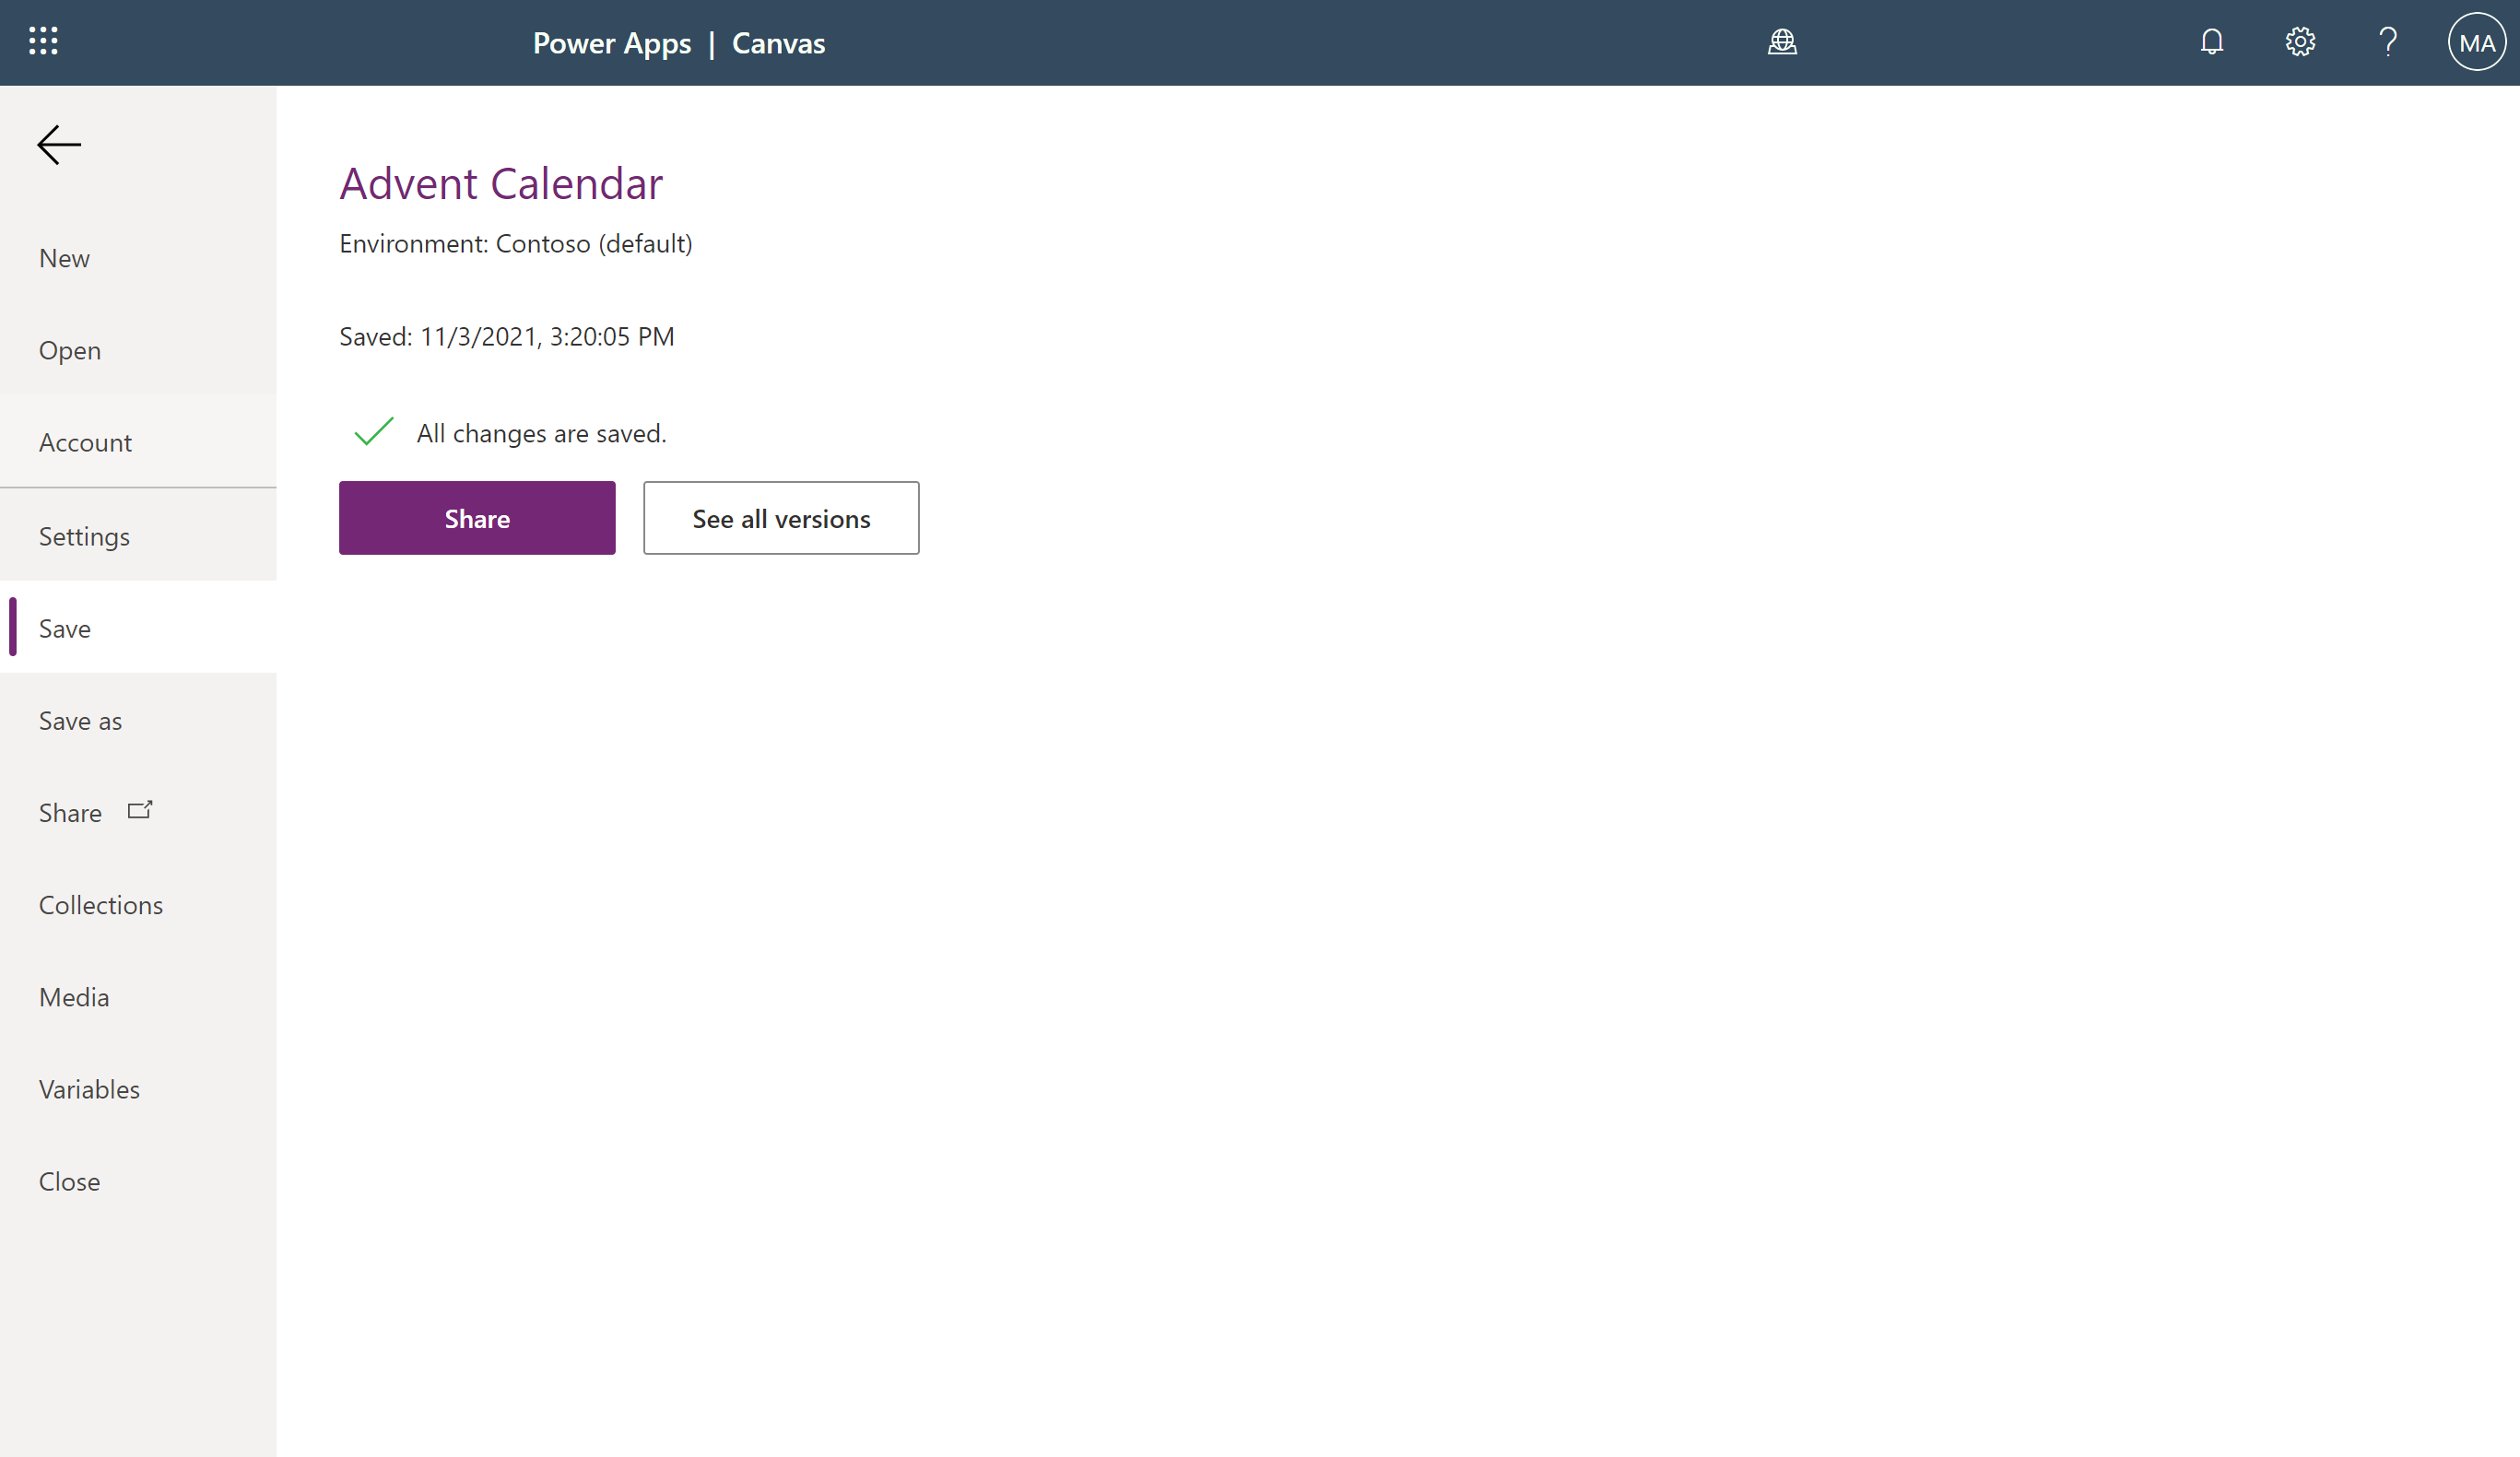 Power Apps | Canvas
MA
New
Open
Account
Settings
Save
Save as
Share
Collections
Media
Variables
Close
Advent Calendar
Environment: Contoso (default)
Saved: 11/3/2021, 3:20:05 PM
All changes are saved.
Share
See all versions